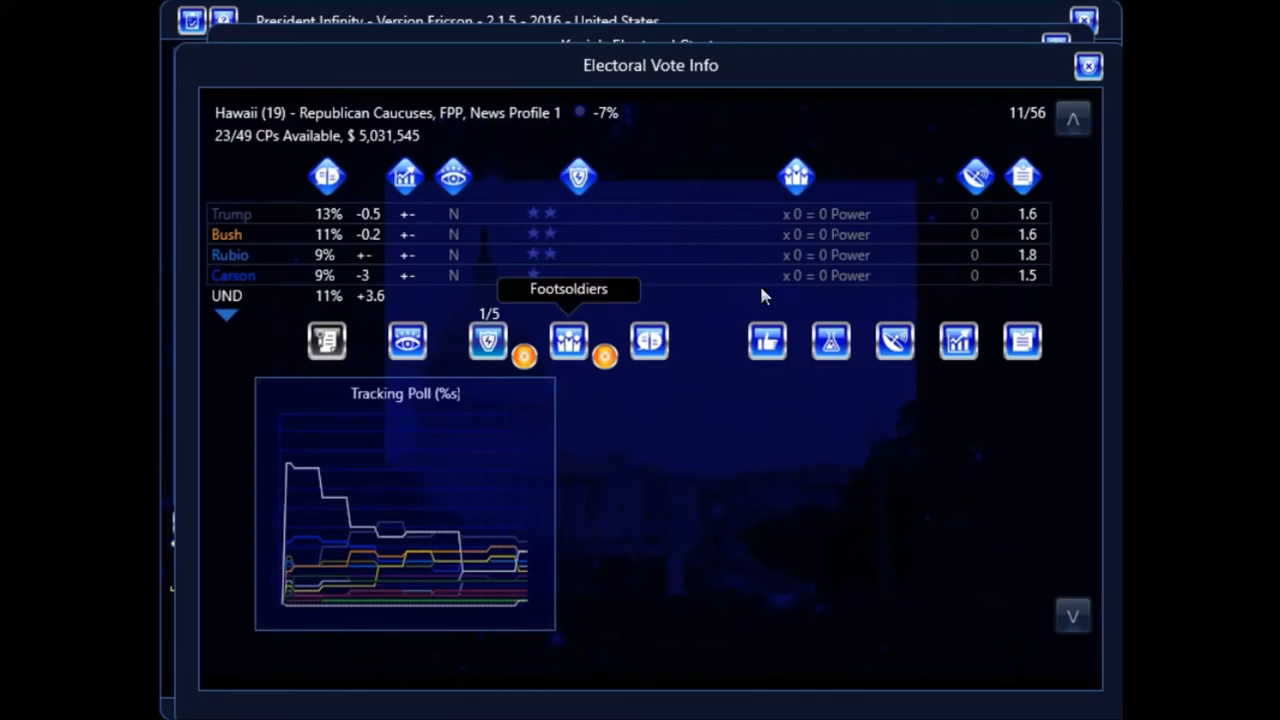 President Infinity - Version Ericson - 2.1.5 - 2016 - United States
Electoral Vote Info
Hawaii (19) - Republican Caucuses, FPP, News Profile 1 -7% 11/56
23/49 CPs Available, $ 5,031,545
Trump 13% -0.5 +- N x 0 = 0 Power 0 1.6
Bush 11% -0.2 +- N x 0 = 0 Power 0 1.6
Rubio 9% +- +- N x 0 = 0 Power 0 1.8
Carson 9% -3 +- N x 0 = 0 Power 0 1.5
UND 11% +3.6
Footsoldiers
1/5
Tracking Poll (%s)